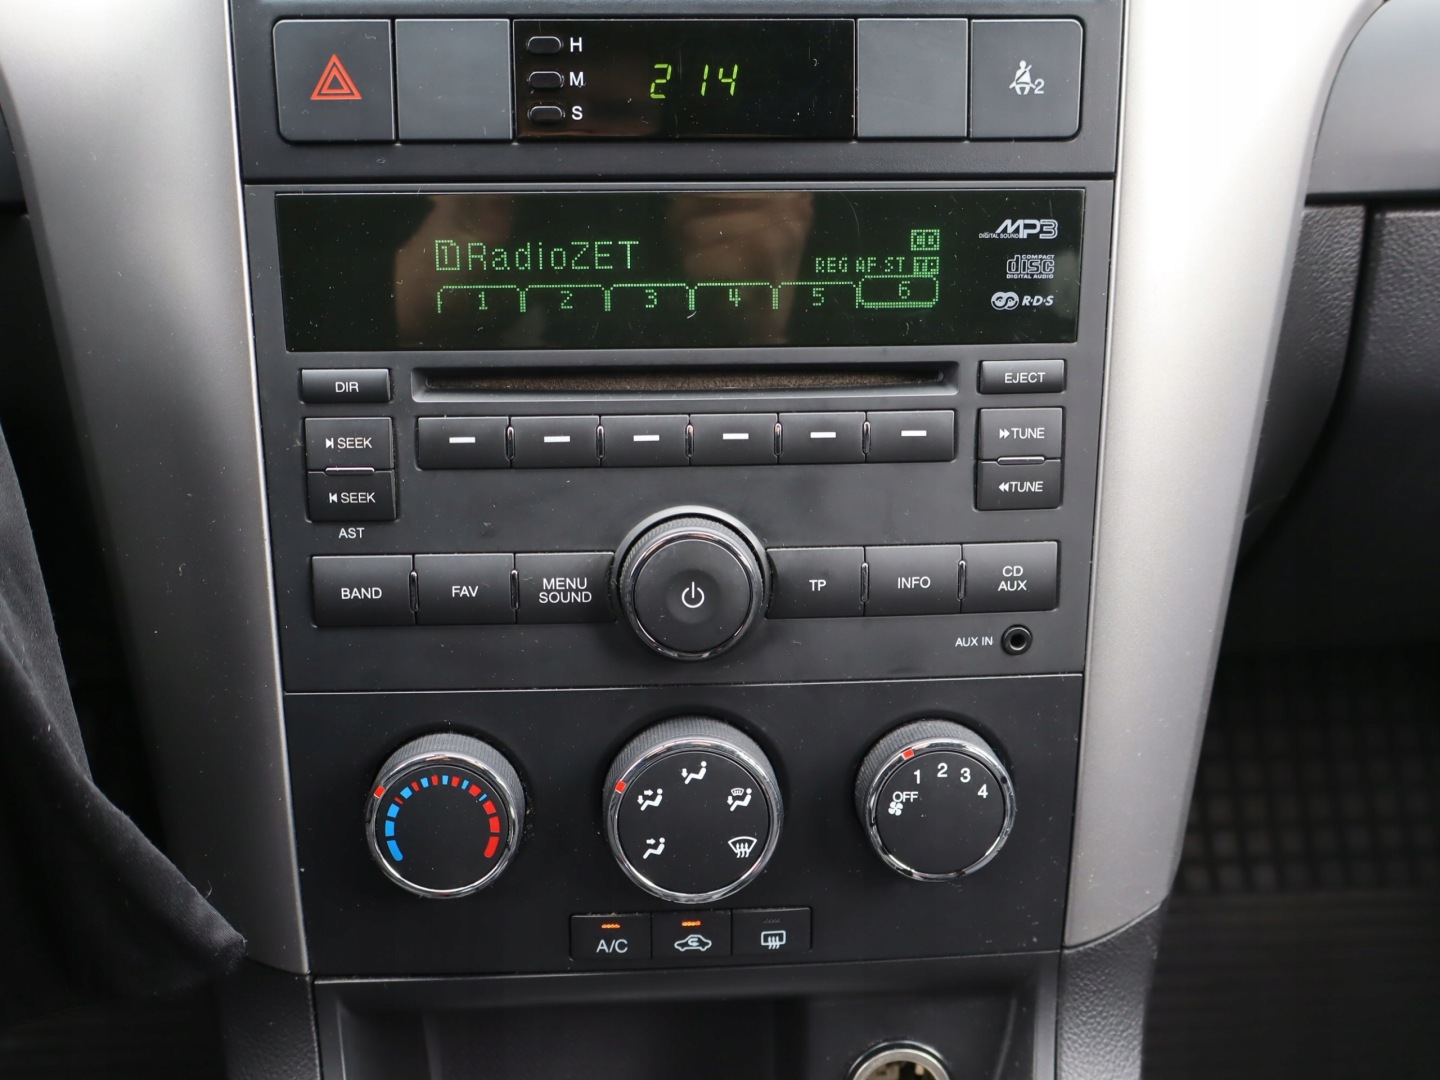 H
M
S
2 14
2
1 RadioZET
CD
REG AF ST TP
1 2 3 4 5 6
MP3
DIGITAL SOUND
COMPACT
disc
DIGITAL AUDIO
R·D·S
DIR
EJECT
SEEK
TUNE
SEEK
TUNE
AST
BAND
FAV
MENU
SOUND
TP
INFO
CD
AUX
AUX IN
OFF 1 2 3 4
A/C